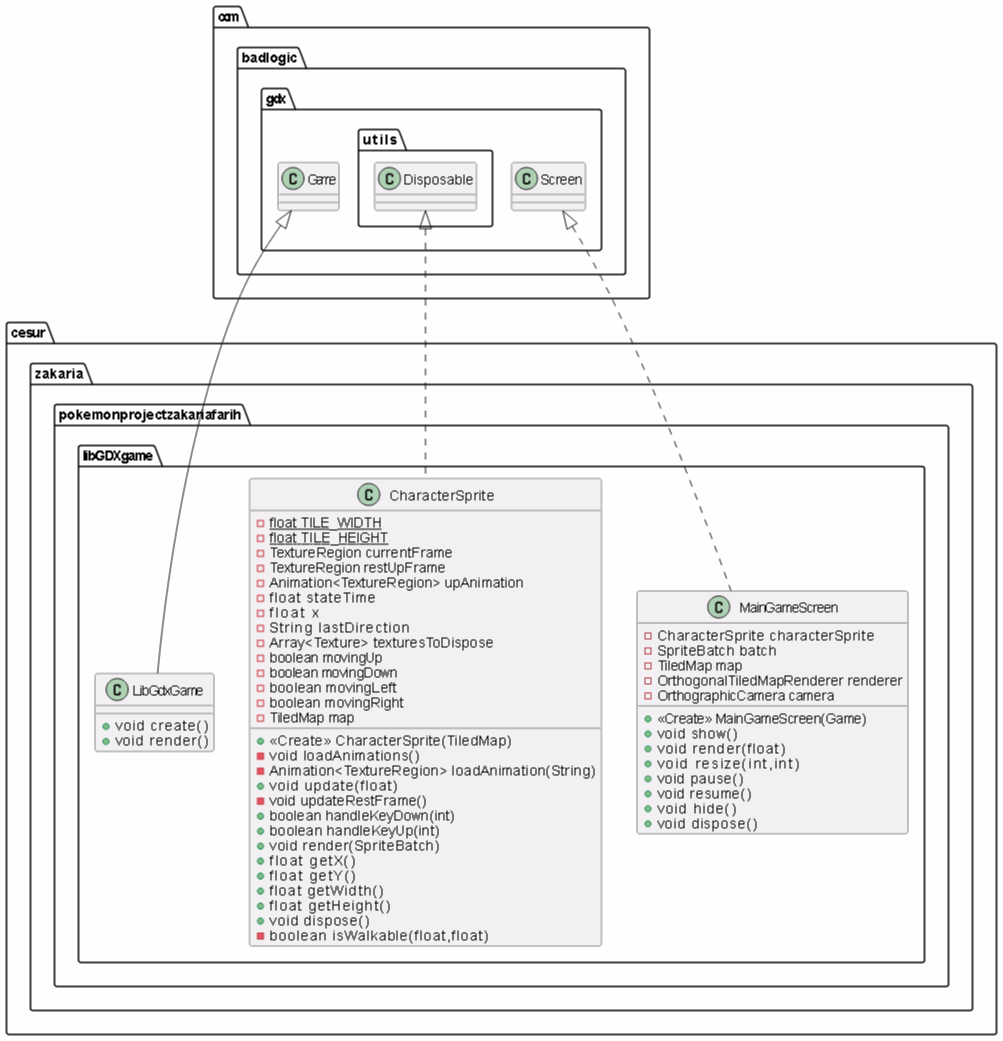 com
badlogic
gdx
utils
C Game
C Disposable
C Screen
cesur
zakaria
pokemonprojectzakariafarih
libGDXgame
C CharacterSprite
float TILE_WIDTH
float TILE_HEIGHT
TextureRegion currentFrame
TextureRegion restUpFrame
Animation<TextureRegion> upAnimation
float stateTime
float x
String lastDirection
Array<Texture> texturesToDispose
boolean movingUp
boolean movingDown
boolean movingLeft
boolean movingRight
TiledMap map
«Create» CharacterSprite(TiledMap)
void loadAnimations()
Animation<TextureRegion> loadAnimation(String)
void update(float)
void updateRestFrame()
boolean handleKeyDown(int)
boolean handleKeyUp(int)
void render(SpriteBatch)
float getX()
float getY()
float getWidth()
float getHeight()
void dispose()
boolean isWalkable(float,float)
C MainGameScreen
CharacterSprite characterSprite
SpriteBatch batch
TiledMap map
OrthogonalTiledMapRenderer renderer
OrthographicCamera camera
«Create» MainGameScreen(Game)
void show()
void render(float)
void resize(int,int)
void pause()
void resume()
void hide()
void dispose()
C LibGdxGame
void create()
void render()